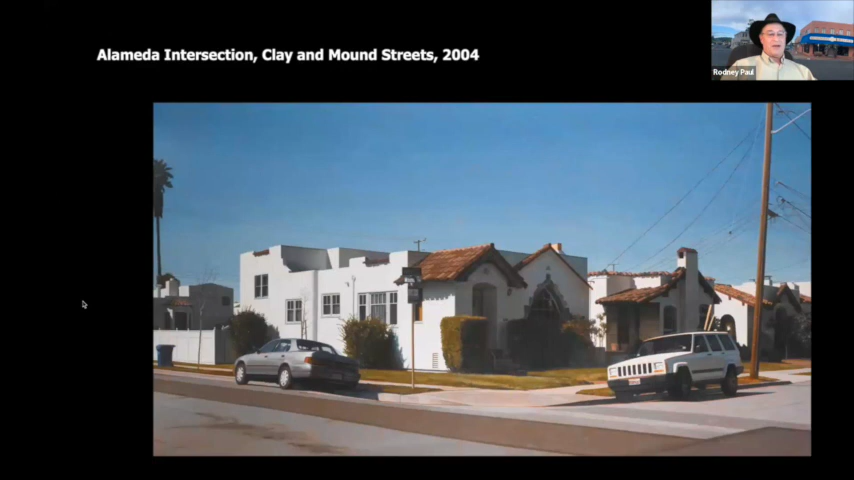 Alameda Intersection, Clay and Mound Streets, 2004
Rodney Paul